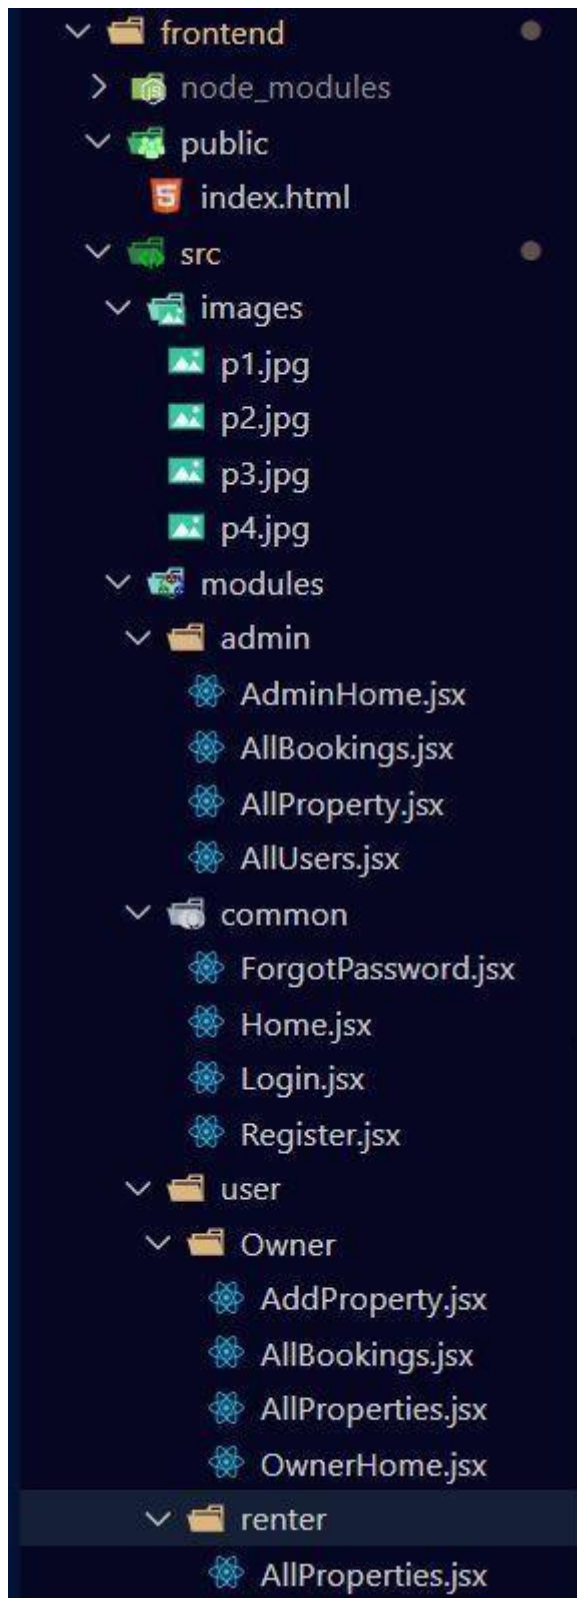 frontend
node_modules
public
index.html
src
images
p1.jpg
p2.jpg
p3.jpg
p4.jpg
modules
admin
AdminHome.jsx
AllBookings.jsx
AllProperty.jsx
AllUsers.jsx
common
ForgotPassword.jsx
Home.jsx
Login.jsx
Register.jsx
user
Owner
AddProperty.jsx
AllBookings.jsx
AllProperties.jsx
OwnerHome.jsx
renter
AllProperties.jsx